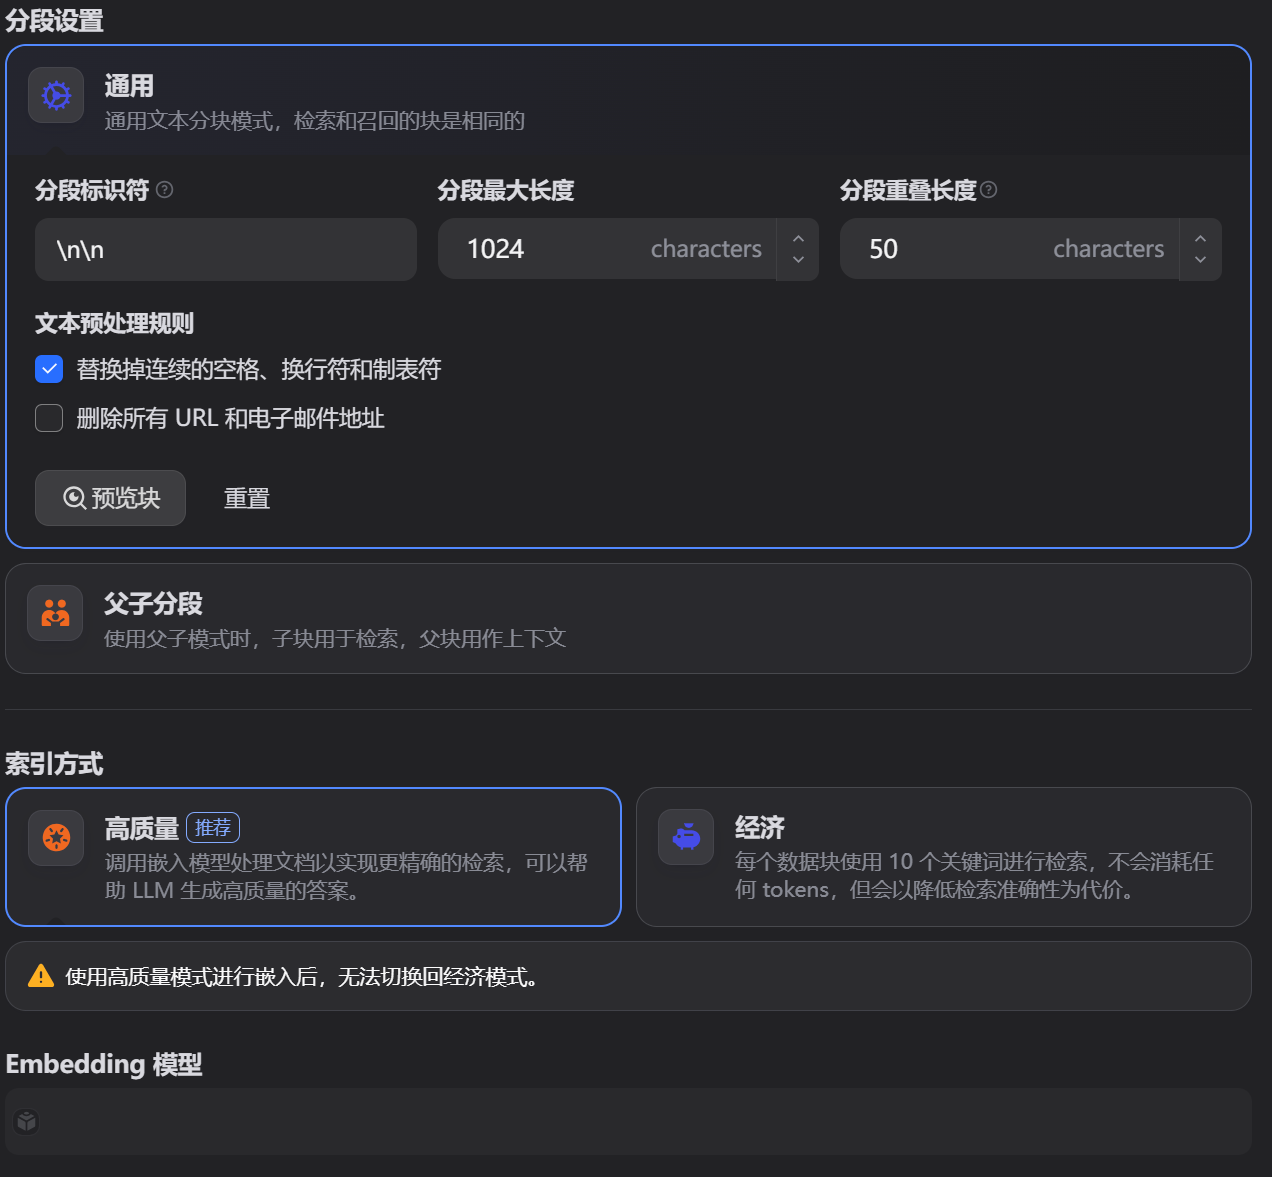 分段设置
通用
通用文本分块模式，检索和召回的块是相同的
分段标识符
分段最大长度
分段重叠长度
\n\n
1024 characters
50 characters
文本预处理规则
替换掉连续的空格、换行符和制表符
删除所有 URL 和电子邮件地址
预览块
重置
父子分段
使用父子模式时，子块用于检索，父块用作上下文
索引方式
高质量 推荐
调用嵌入模型处理文档以实现更精确的检索，可以帮
助 LLM 生成高质量的答案。
经济
每个数据块使用 10 个关键词进行检索，不会消耗任
何 tokens，但会以降低检索准确性为代价。
使用高质量模式进行嵌入后，无法切换回经济模式。
Embedding 模型